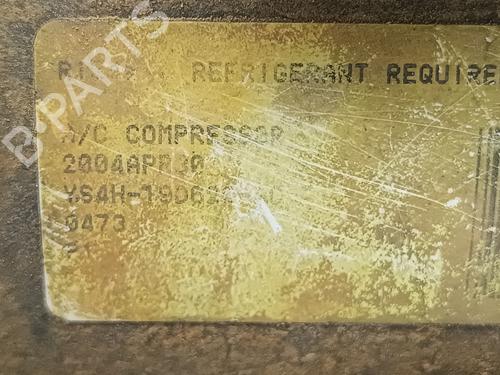 REFRIGERANT REQUIRE
A/C COMPRESSOR
2004APR30
0473
B-PARTS